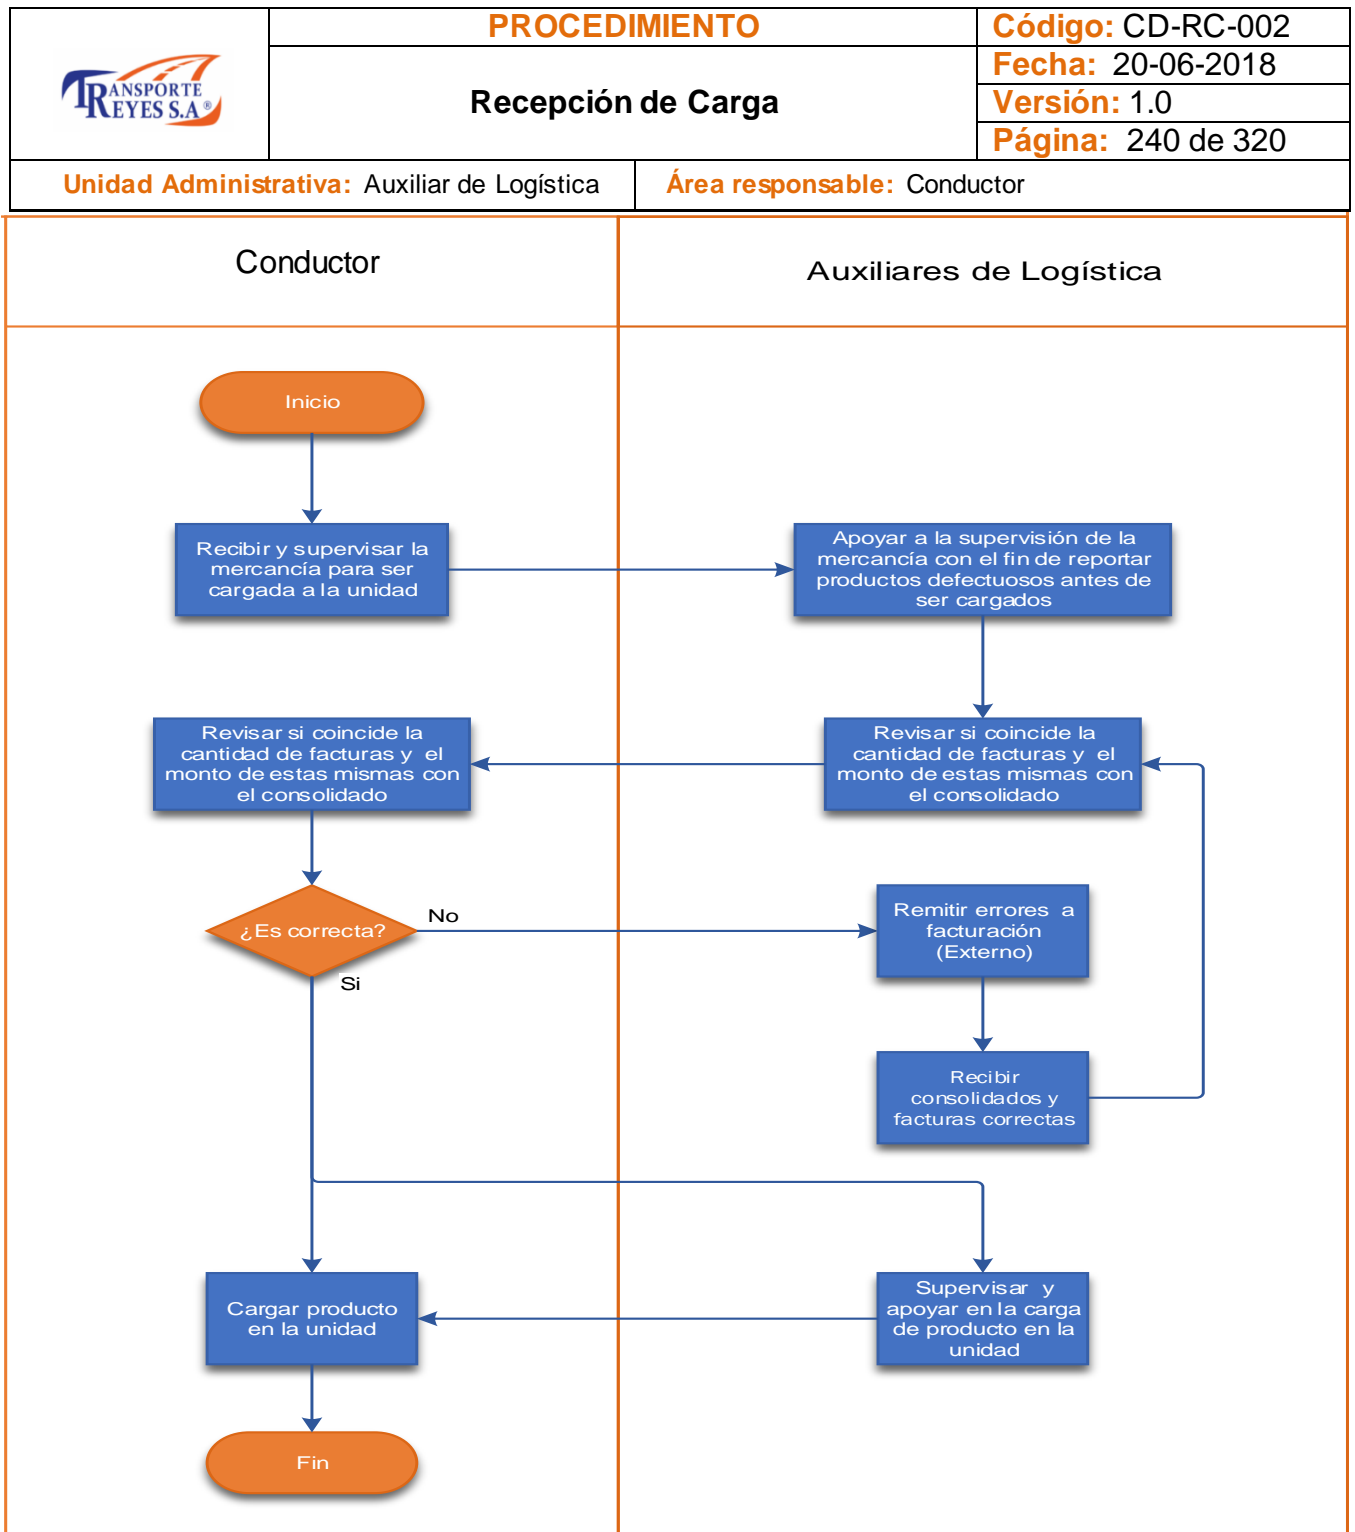 PROCEDIMIENTO
Código: CD-RC-002
TRANSPORTE
REYES S.A ®
Recepción de Carga
Fecha: 20-06-2018
Versión: 1.0
Página: 240 de 320
Unidad Administrativa: Auxiliar de Logística
Área responsable: Conductor
Conductor
Auxiliares de Logística
Inicio
Recibir y supervisar la
mercancía para ser
cargada a la unidad
Apoyar a la supervisión de la
mercancía con el fin de reportar
productos defectuosos antes de
ser cargados
Revisar si coincide la
cantidad de facturas y el
monto de estas mismas con
el consolidado
Revisar si coincide la
cantidad de facturas y el
monto de estas mismas con
el consolidado
¿Es correcta?
No
Si
Remitir errores a
facturación
(Externo)
Recibir
consolidados y
facturas correctas
Cargar producto
en la unidad
Supervisar y
apoyar en la carga
de producto en la
unidad
Fin